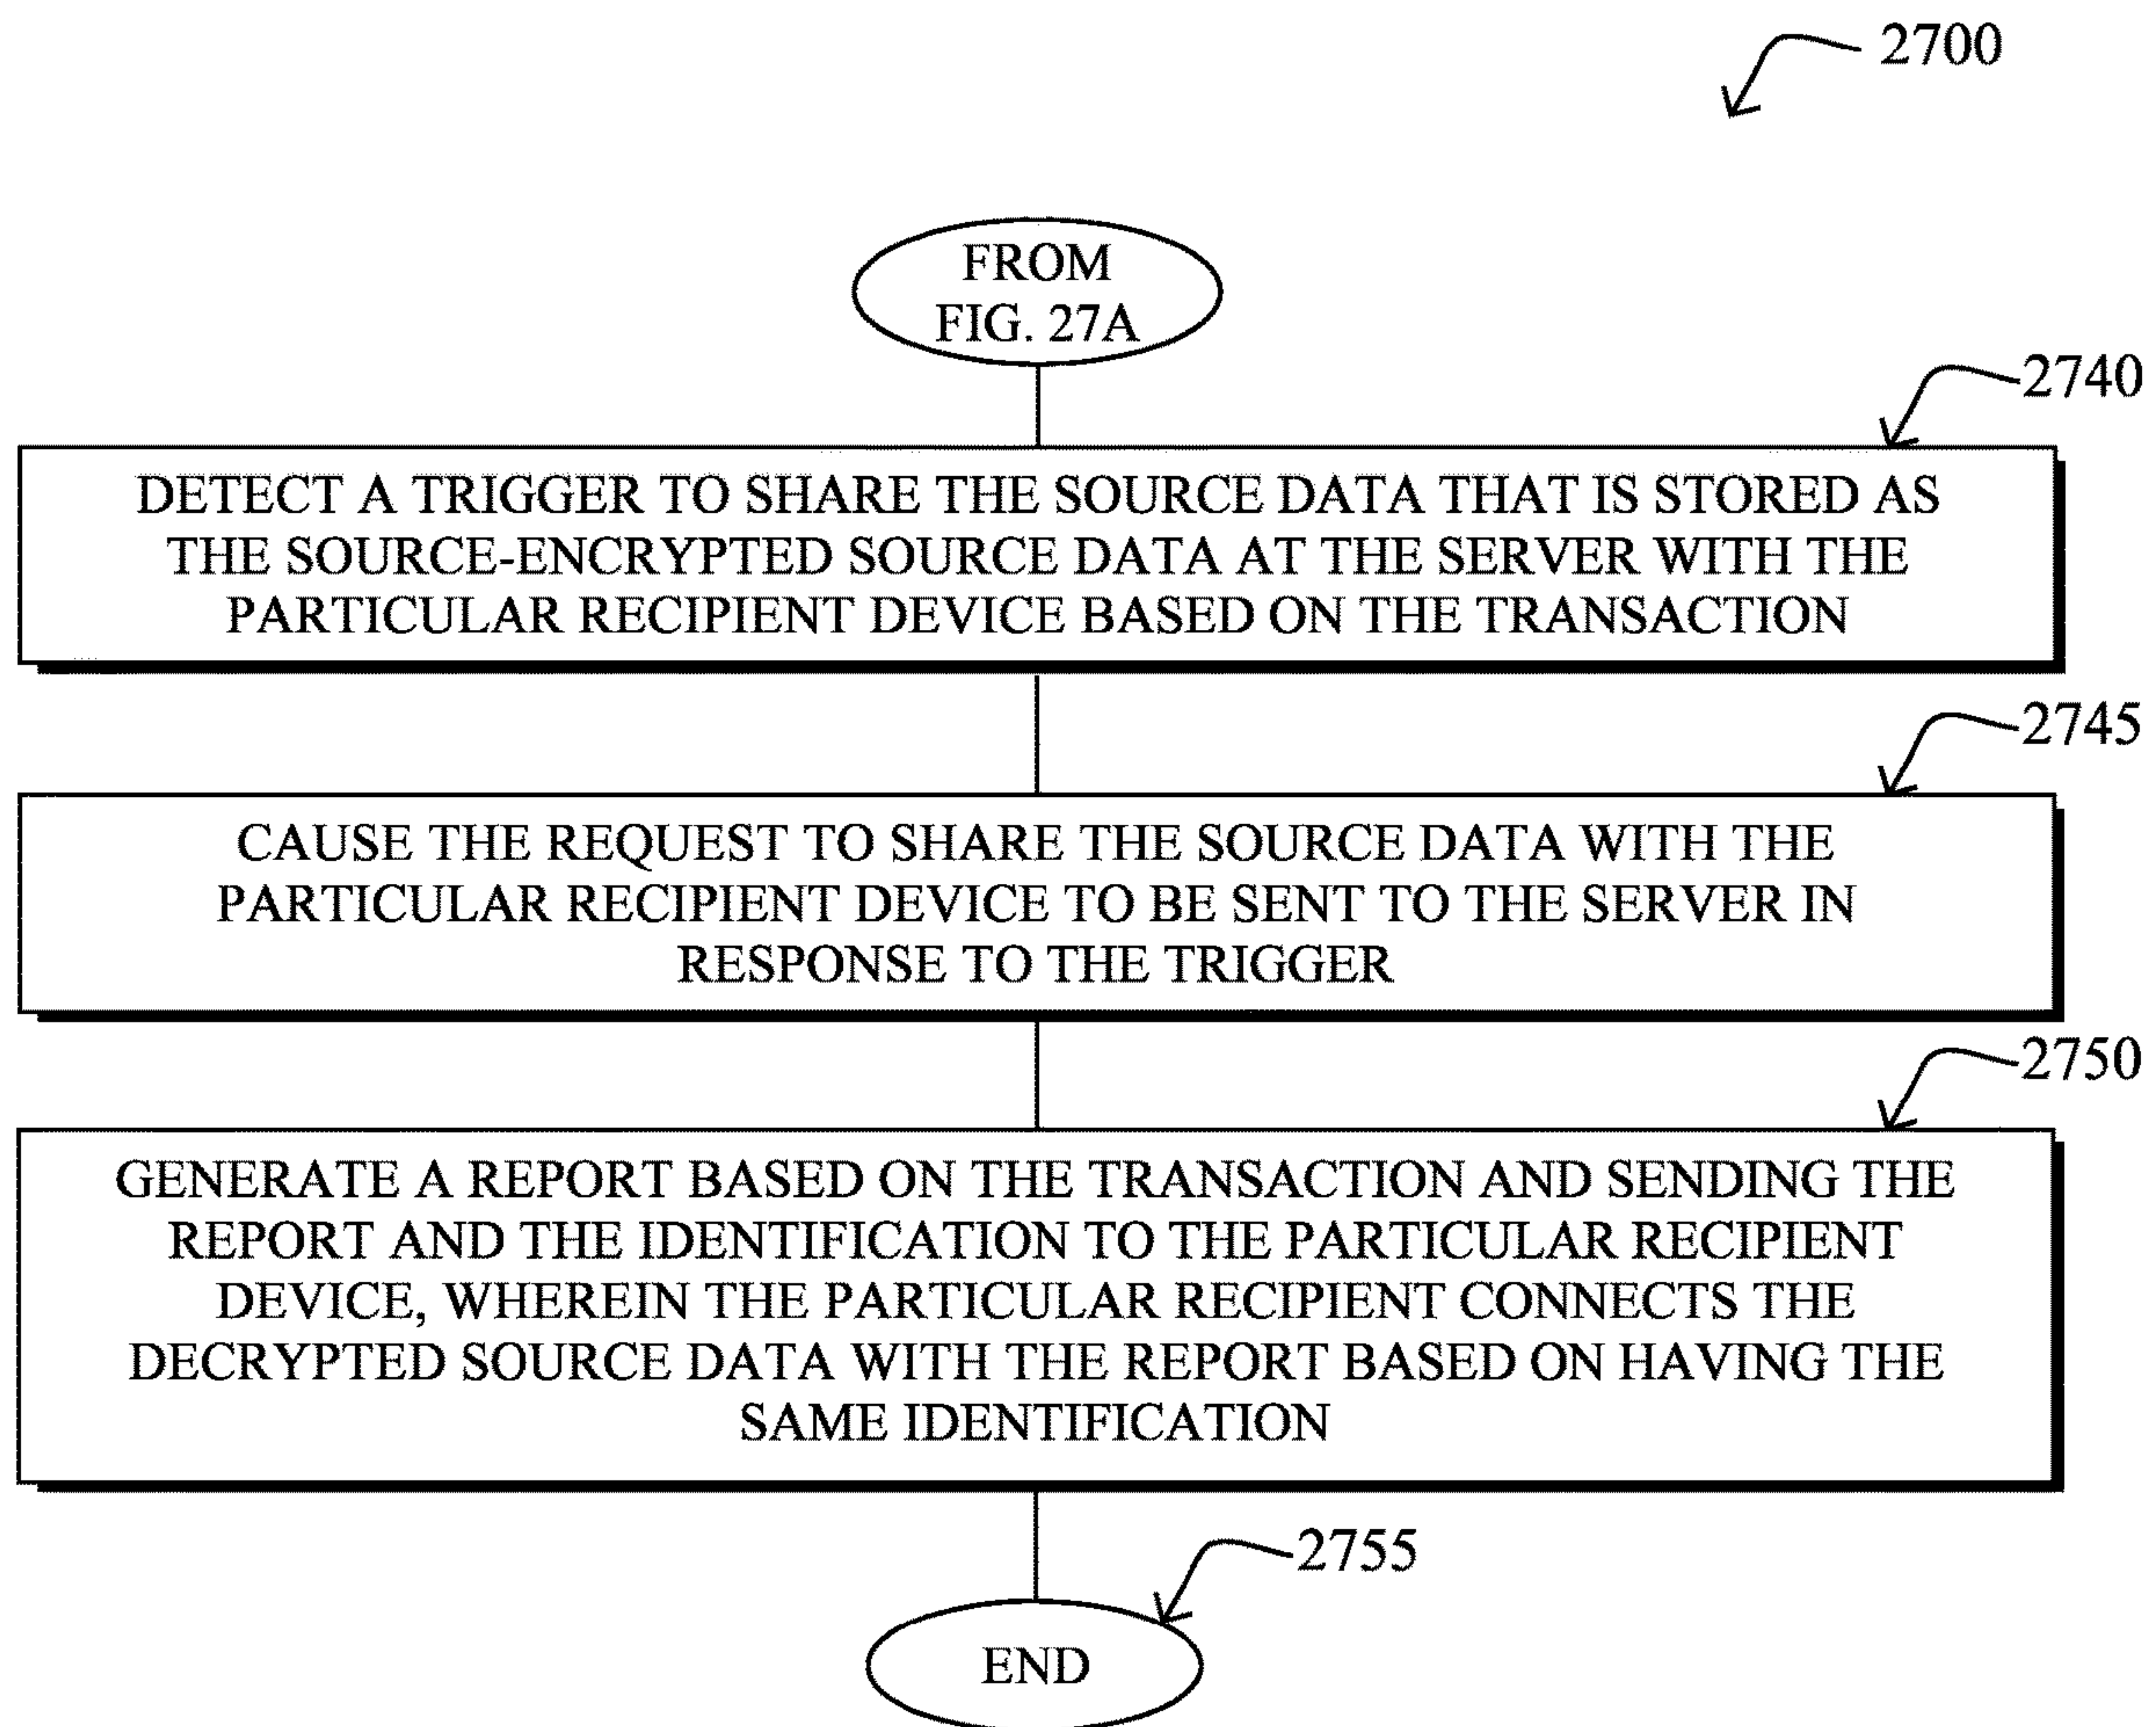 2700
FROM
FIG. 27A
2740
DETECT A TRIGGER TO SHARE THE SOURCE DATA THAT IS STORED AS
THE SOURCE-ENCRYPTED SOURCE DATA AT THE SERVER WITH THE
PARTICULAR RECIPIENT DEVICE BASED ON THE TRANSACTION
2745
CAUSE THE REQUEST TO SHARE THE SOURCE DATA WITH THE
PARTICULAR RECIPIENT DEVICE TO BE SENT TO THE SERVER IN
RESPONSE TO THE TRIGGER
2750
GENERATE A REPORT BASED ON THE TRANSACTION AND SENDING THE
REPORT AND THE IDENTIFICATION TO THE PARTICULAR RECIPIENT
DEVICE, WHEREIN THE PARTICULAR RECIPIENT CONNECTS THE
DECRYPTED SOURCE DATA WITH THE REPORT BASED ON HAVING THE
SAME IDENTIFICATION
2755
END